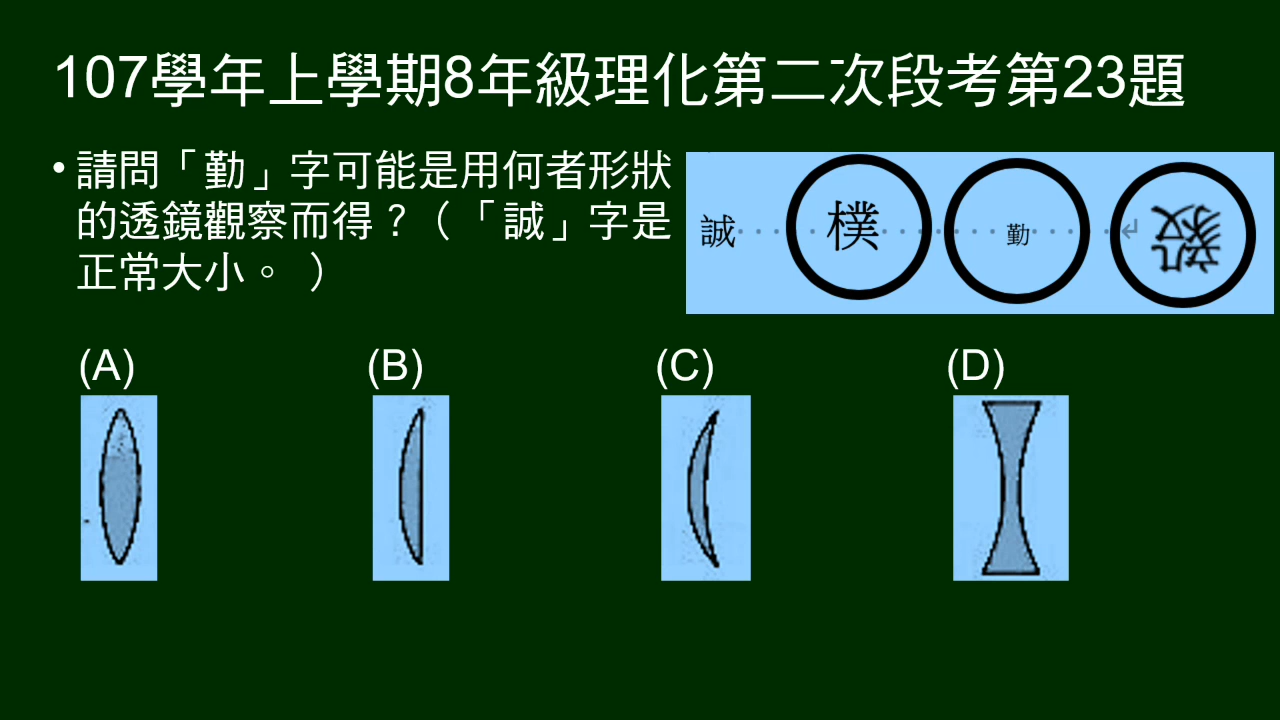 107學年上學期8年級理化第二次段考第23題
•請問「勤」字可能是用何者形狀
的透鏡觀察而得？（「誠」字是
正常大小。 ）
誠 樸 勤 毅
(A) (B) (C) (D)